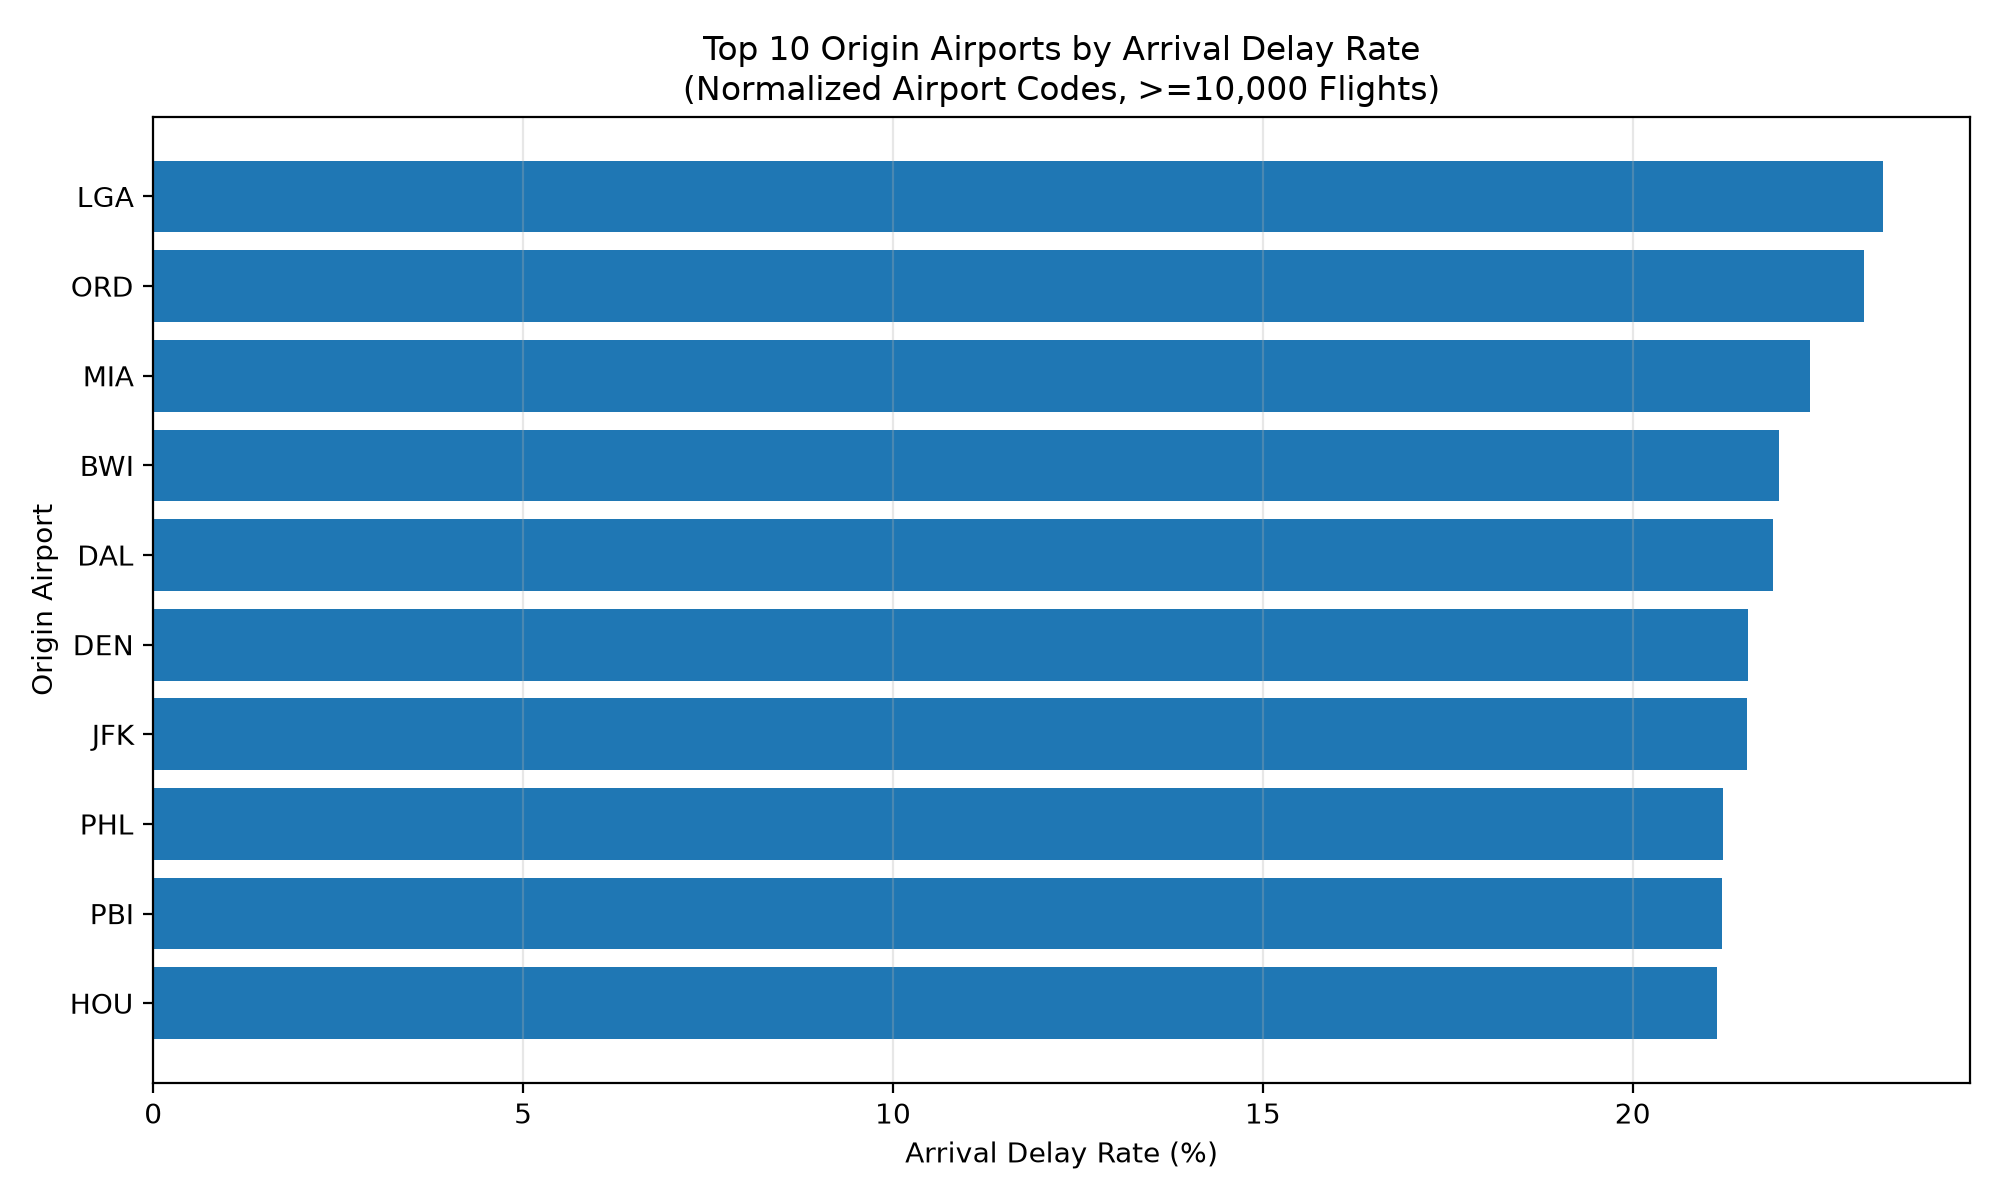 Top 10 Origin Airports by Arrival Delay Rate
(Normalized Airport Codes, >=10,000 Flights)
Origin Airport
LGA
ORD
MIA
BWI
DAL
DEN
JFK
PHL
PBI
HOU
0 5 10 15 20
Arrival Delay Rate (%)